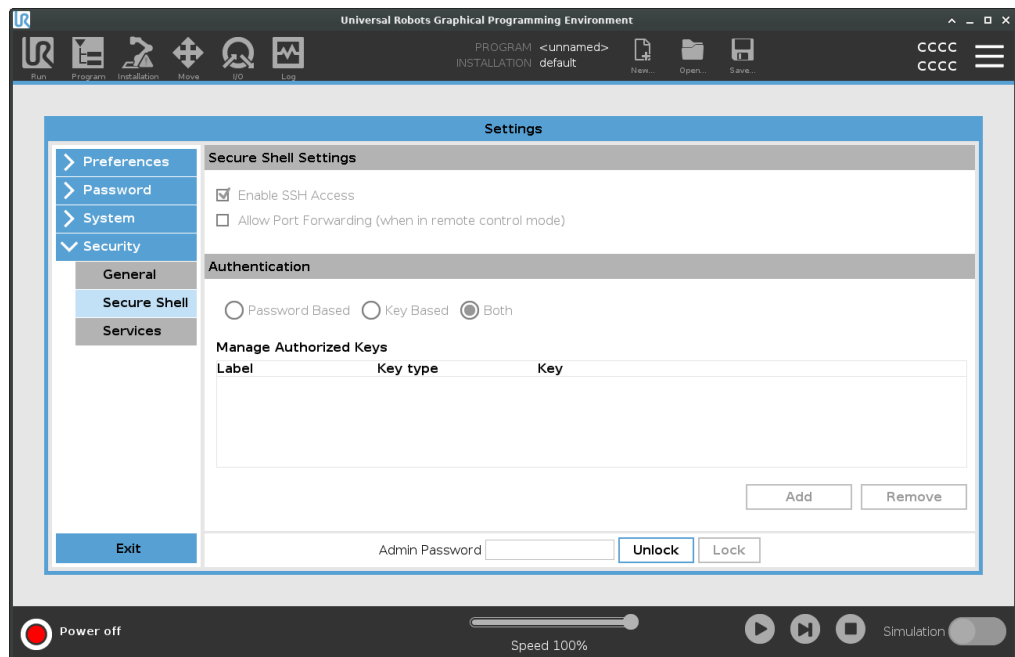 UR
Universal Robots Graphical Programming Environment
UR
PROGRAM <unnamed>
INSTALLATION default
CCCC
CCCC
Run Program Installation Move I/O Log New... Open... Save...
Settings
Preferences
Password
System
Security
General
Secure Shell
Services
Exit
Secure Shell Settings
Enable SSH Access
Allow Port Forwarding (when in remote control mode)
Authentication
Password Based Key Based Both
Manage Authorized Keys
Label Key type Key
Add Remove
Admin Password Unlock Lock
Power off
Speed 100%
Simulation